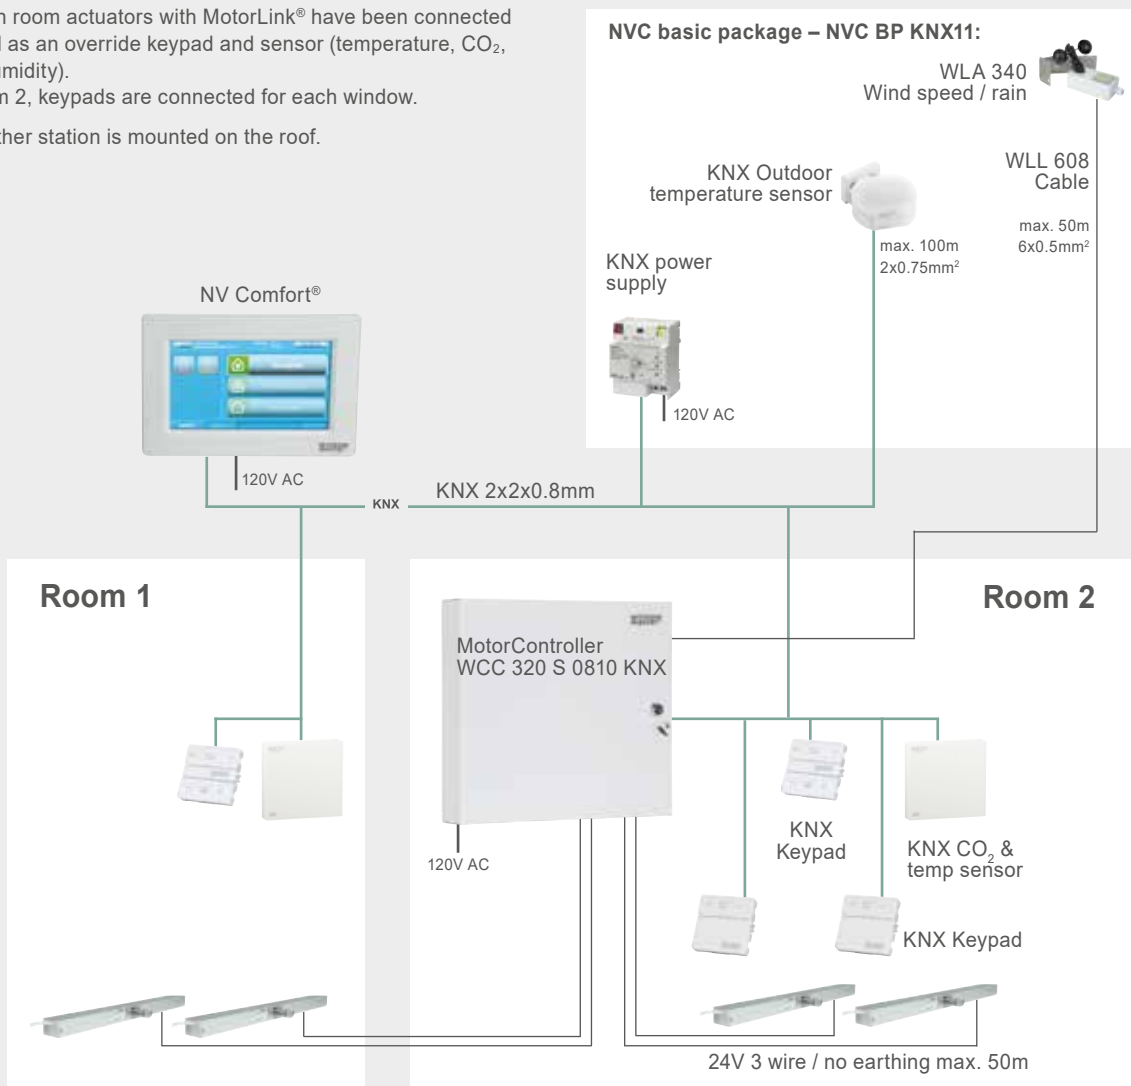 room actuators with MotorLink® have been connected
as an override keypad and sensor (temperature, CO₂,
2, keypads are connected for each window.
station is mounted on the roof.
NVC basic package – NVC BP KNX11:
WLA 340
Wind speed / rain
WLL 608
Cable
max. 50m
6x0.5mm²
KNX Outdoor
temperature sensor
max. 100m
2x0.75mm²
KNX power
supply
120V AC
NV Comfort®
120V AC
KNX
KNX 2x2x0.8mm
Room 1
Room 2
MotorController
WCC 320 S 0810 KNX
120V AC
KNX
Keypad
KNX CO₂ &
temp sensor
KNX Keypad
24V 3 wire / no earthing max. 50m